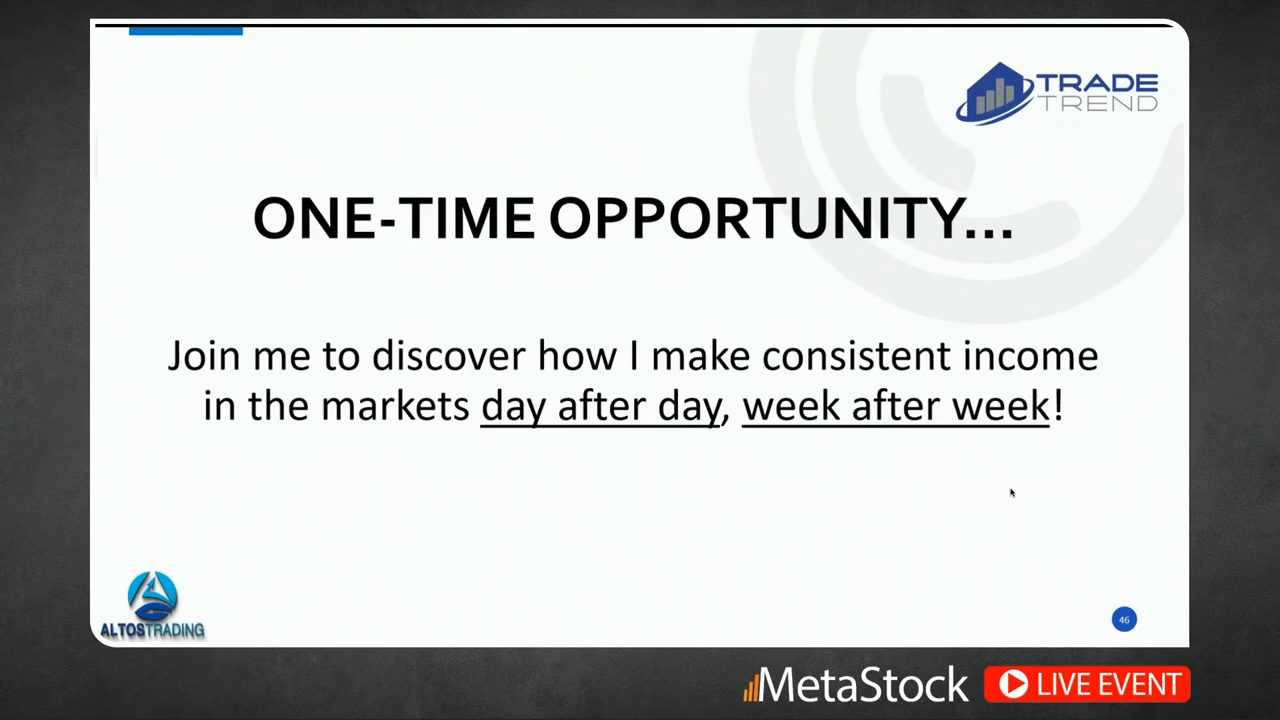 TRADE
TREND
ONE-TIME OPPORTUNITY...
Join me to discover how I make consistent income
in the markets day after day, week after week!
ALTOSTRADING
46
MetaStock
LIVE EVENT